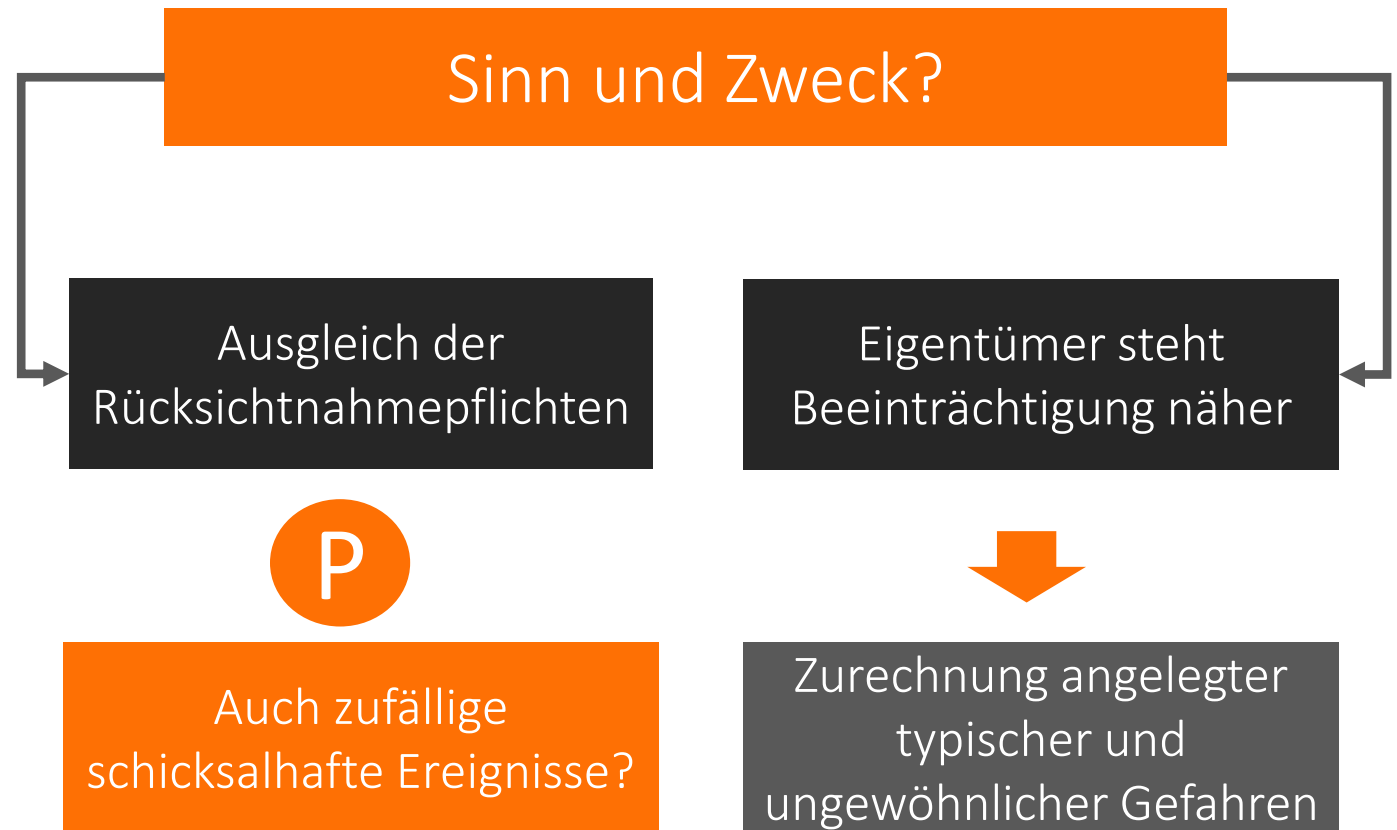 Sinn und Zweck?
Ausgleich der
Rücksichtnahmepflichten
Eigentümer steht
Beeinträchtigung näher
P
Auch zufällige
schicksalhafte Ereignisse?
Zurechnung angelegter
typischer und
ungewöhnlicher Gefahren